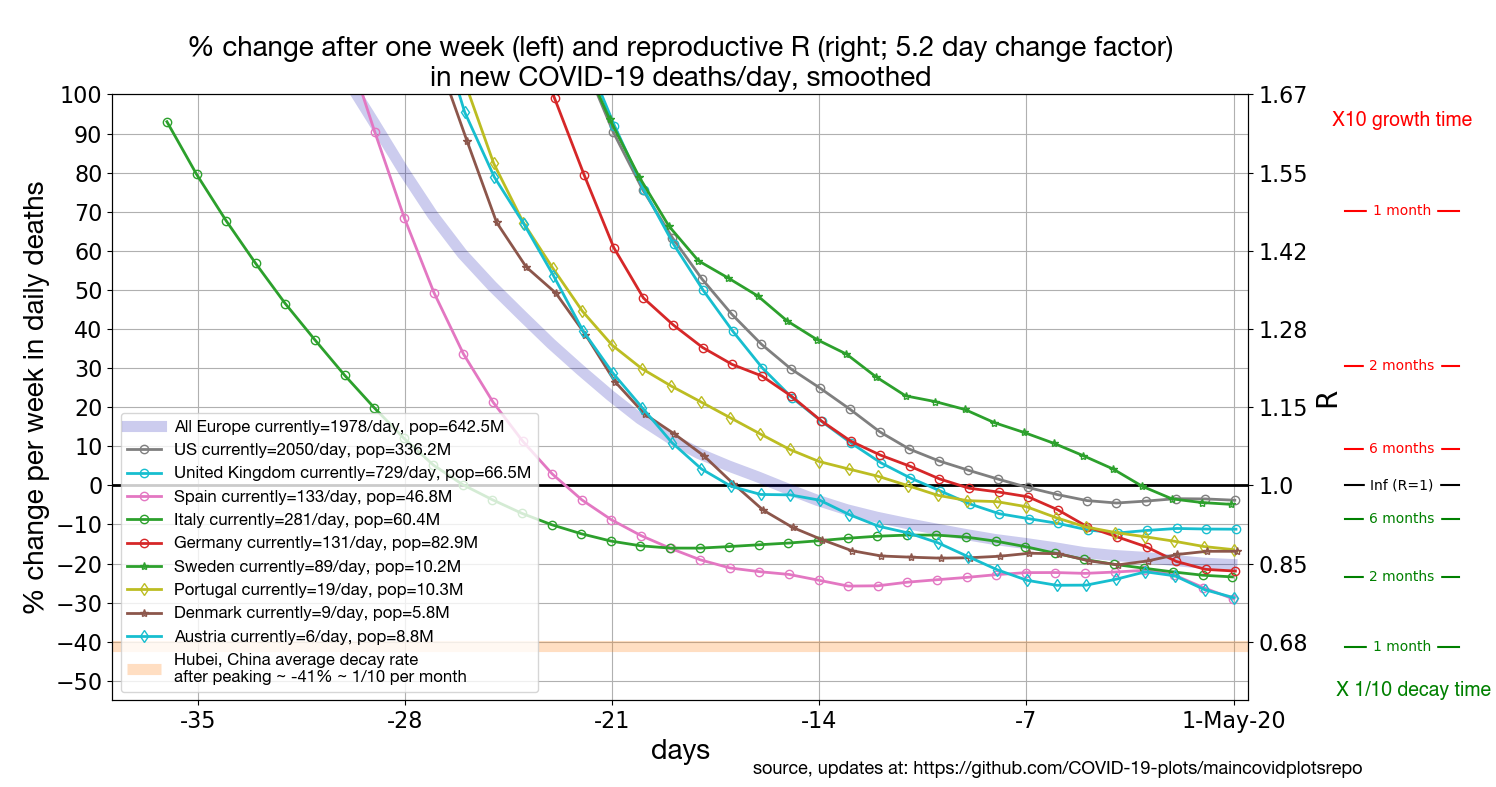 % change after one week (left) and reproductive R (right; 5.2 day change factor)
in new COVID-19 deaths/day, smoothed
% change per week in daily deaths
100
90
80
70
60
50
40
30
20
10
0
−10
−20
−30
−40
−50
All Europe currently=1978/day, pop=642.5M
US currently=2050/day, pop=336.2M
United Kingdom currently=729/day, pop=66.5M
Spain currently=133/day, pop=46.8M
Italy currently=281/day, pop=60.4M
Germany currently=131/day, pop=82.9M
Sweden currently=89/day, pop=10.2M
Portugal currently=19/day, pop=10.3M
Denmark currently=9/day, pop=5.8M
Austria currently=6/day, pop=8.8M
Hubei, China average decay rate
after peaking ~ -41% ~ 1/10 per month
-35
-28
-21
-14
-7
1-May-20
days
1.67
1.55
1.42
1.28
1.15
1.0
0.85
0.68
R
X10 growth time
1 month
2 months
6 months
Inf (R=1)
6 months
2 months
1 month
X 1/10 decay time
source, updates at: https://github.com/COVID-19-plots/maincovidplotsrepo